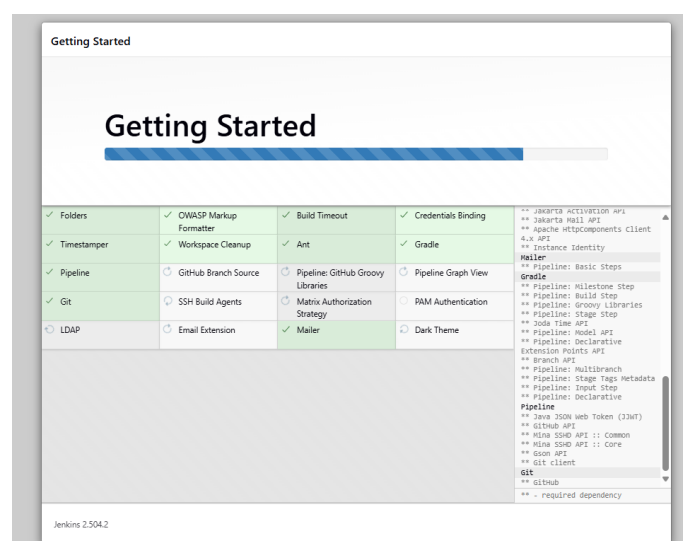 Getting Started
Getting Started
Folders
OWASP Markup
Formatter
Build Timeout
Credentials Binding
Timestamper
Workspace Cleanup
Ant
Gradle
Pipeline
GitHub Branch Source
Pipeline: GitHub Groovy
Libraries
Pipeline Graph View
Git
SSH Build Agents
Matrix Authorization
Strategy
PAM Authentication
LDAP
Email Extension
Mailer
Dark Theme
** Jakarta Activation API
** Jakarta Mail API
** Apache HttpComponents Client
4.x API
** Instance Identity
Mailer
** Pipeline: Basic Steps
Gradle
** Pipeline: Milestone Step
** Pipeline: Build Step
** Pipeline: Groovy Libraries
** Pipeline: Stage Step
** Joda Time API
** Pipeline: Model API
** Pipeline: Declarative
Extension Points API
** Branch API
** Pipeline: Multibranch
** Pipeline: Stage Tags Metadata
** Pipeline: Input Step
** Pipeline: Declarative
Pipeline
** Java JSON Web Token (JJWT)
** GitHub API
** Mina SSHD API :: Common
** Mina SSHD API :: Core
** Gson API
** Git client
Git
** GitHub
** - required dependency
Jenkins 2.504.2